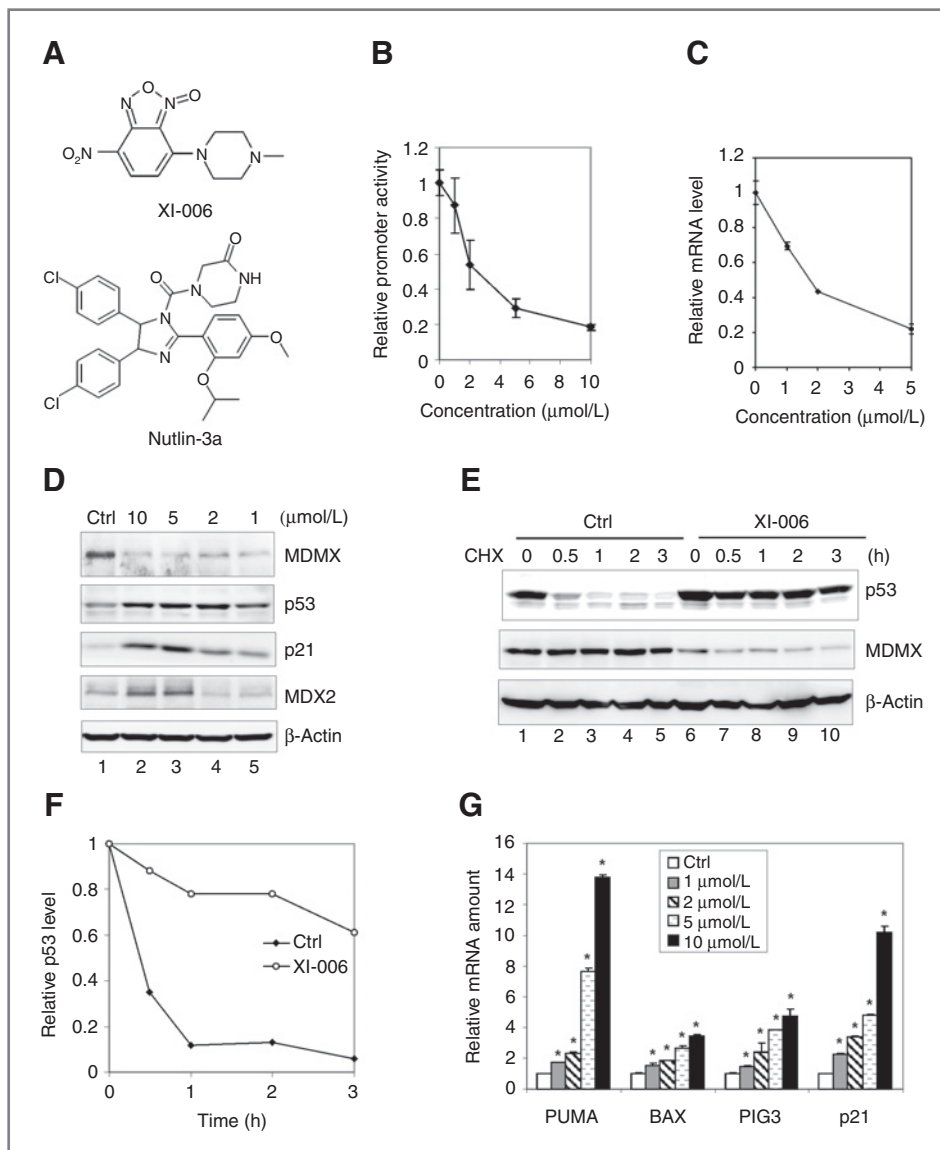 A
N
O
N
O
O₂N
N
N
XI-006
O
Cl
O
N
NH
N
N
O
O
Cl
Nutlin-3a
B
Relative promoter activity
1.2
1
0.8
0.6
0.4
0.2
0
0 2 4 6 8 10
Concentration (μmol/L)
C
Relative mRNA level
1.2
1
0.8
0.6
0.4
0.2
0
0 1 2 3 4 5
Concentration (μmol/L)
D
Ctrl 10 5 2 1 (μmol/L)
MDMX
p53
p21
MDX2
β-Actin
1 2 3 4 5
E
Ctrl XI-006
CHX 0 0.5 1 2 3 0 0.5 1 2 3 (h)
p53
MDMX
β-Actin
1 2 3 4 5 6 7 8 9 10
F
Relative p53 level
1
0.8
0.6
0.4
0.2
0
Ctrl
XI-006
0 1 2 3
Time (h)
G
Relative mRNA amount
16
14
12
10
8
6
4
2
0
Ctrl
1 μmol/L
2 μmol/L
5 μmol/L
10 μmol/L
* * * *
* * * *
* * * *
* * * *
PUMA BAX PIG3 p21